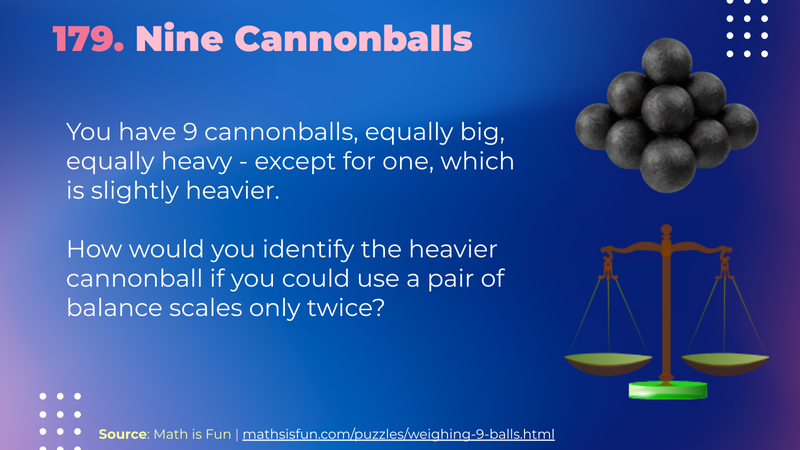 179. Nine Cannonballs
You have 9 cannonballs, equally big,
equally heavy - except for one, which
is slightly heavier.
How would you identify the heavier
cannonball if you could use a pair of
balance scales only twice?
Source: Math is Fun | mathsisfun.com/puzzles/weighing-9-balls.html